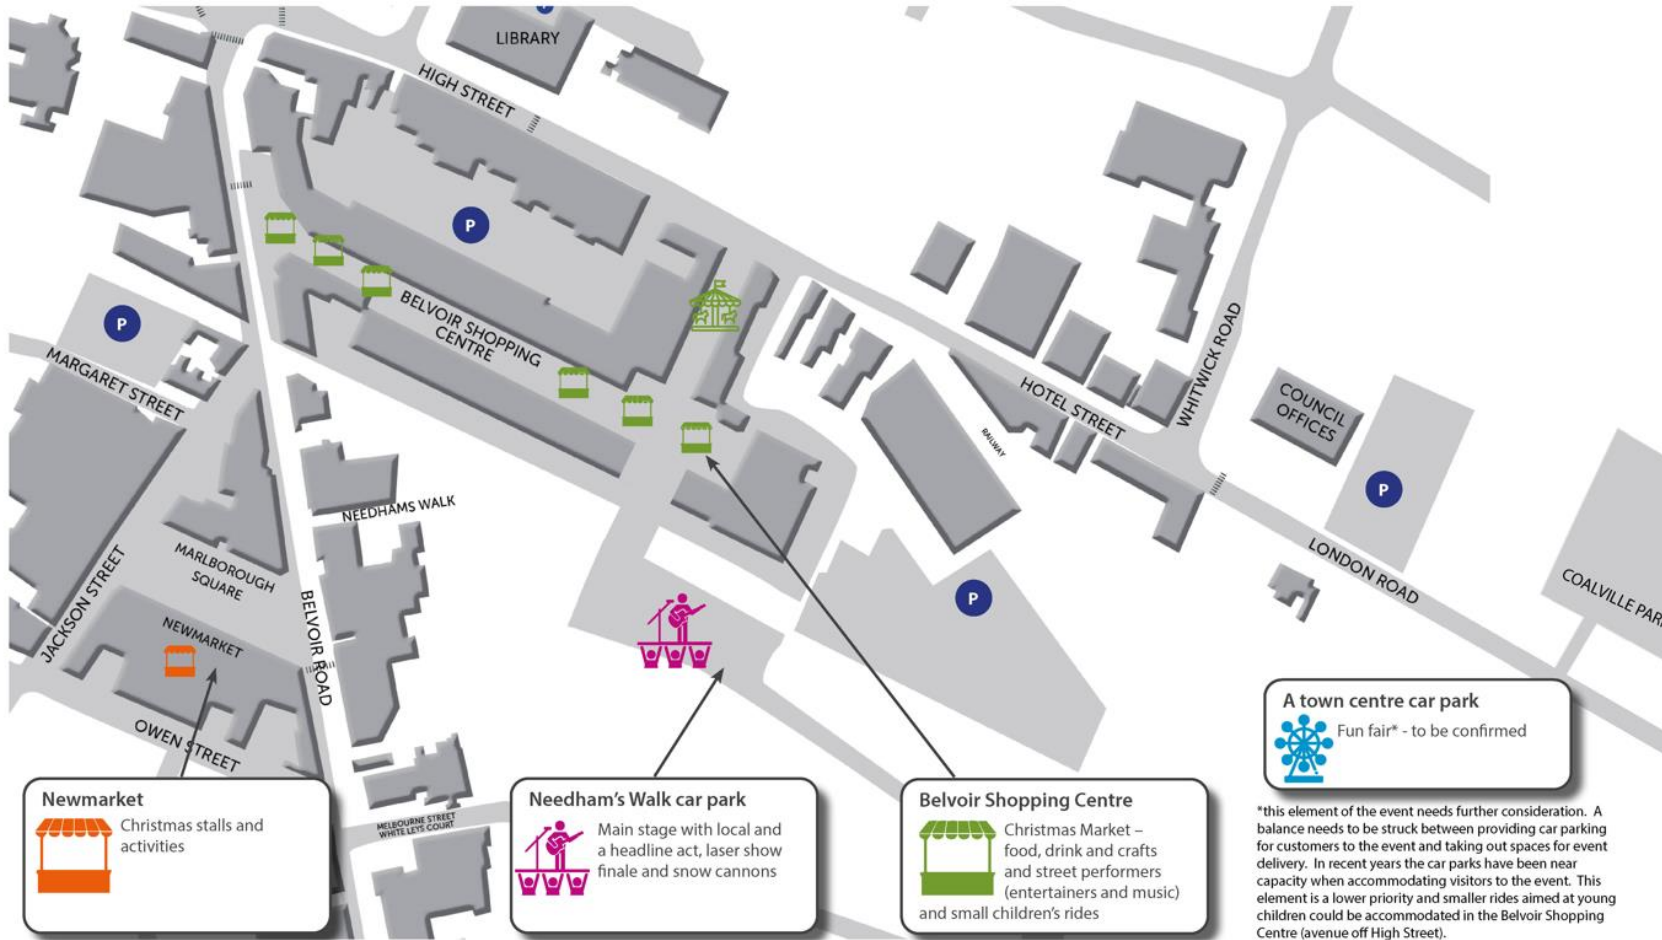 LIBRARY
HIGH STREET
P
BELVOIR SHOPPING
CENTRE
P
MARGARET STREET
WHITWICK ROAD
HOTEL STREET
RAILWAY
COUNCIL
OFFICES
P
LONDON ROAD
COALVILLE PAR
NEEDHAMS WALK
MARLBOROUGH
SQUARE
JACKSON STREET
BELVOIR ROAD
NEWMARKET
OWEN STREET
P
MELBOURNE STREET
WHITE LEYS COURT
Newmarket
Christmas stalls and
activities
Needham's Walk car park
Main stage with local and
a headline act, laser show
finale and snow cannons
Belvoir Shopping Centre
Christmas Market –
food, drink and crafts
and street performers
(entertainers and music)
and small children's rides
A town centre car park
Fun fair* - to be confirmed
*this element of the event needs further consideration. A
balance needs to be struck between providing car parking
for customers to the event and taking out spaces for event
delivery. In recent years the car parks have been near
capacity when accommodating visitors to the event. This
element is a lower priority and smaller rides aimed at young
children could be accommodated in the Belvoir Shopping
Centre (avenue off High Street).